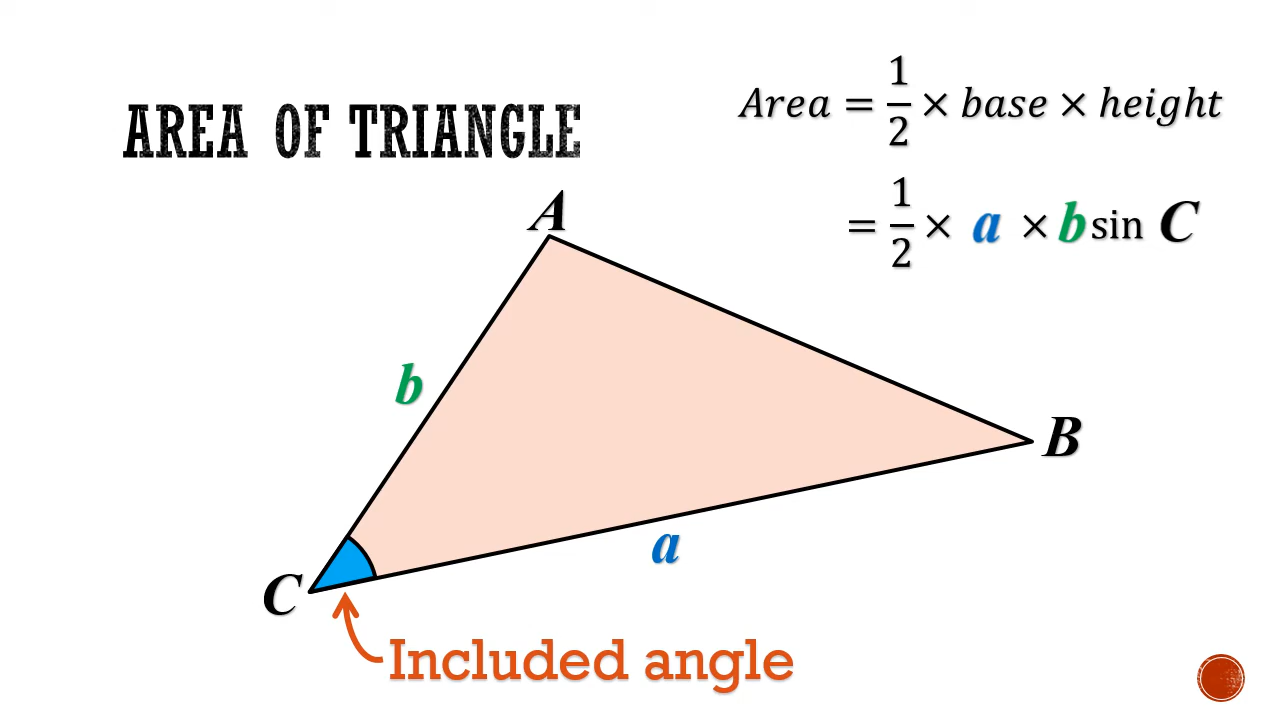 AREA OF TRIANGLE
Area = 1/2 × base × height
= 1/2 × a × b sin C
A
b
B
a
C
Included angle